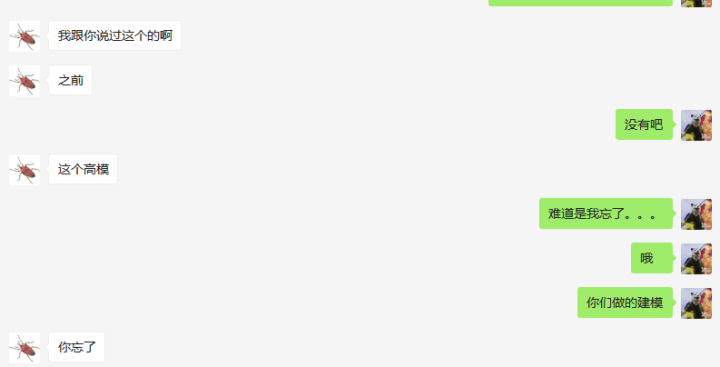 我跟你说过这个的啊
之前
没有吧
这个高模
难道是我忘了。。。
哦
你们做的建模
你忘了